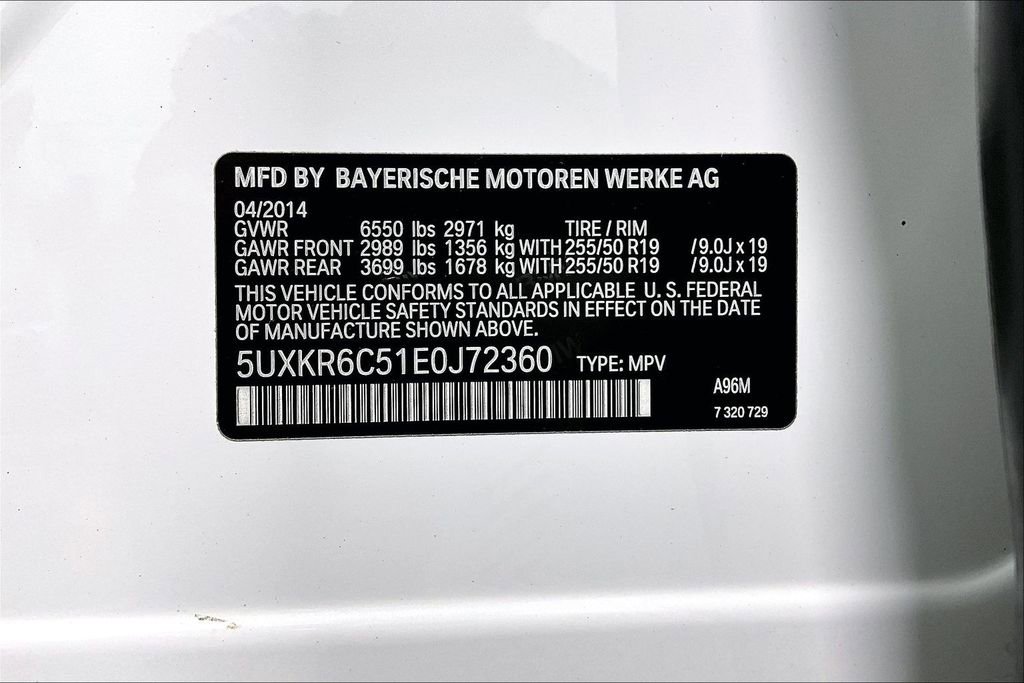 MFD BY BAYERISCHE MOTOREN WERKE AG
04/2014
GVWR 6550 lbs 2971 kg TIRE / RIM
GAWR FRONT 2989 lbs 1356 kg WITH 255/50 R19 /9.0J x 19
GAWR REAR 3699 lbs 1678 kg WITH 255/50 R19 /9.0J x 19
THIS VEHICLE CONFORMS TO ALL APPLICABLE U. S. FEDERAL
MOTOR VEHICLE SAFETY STANDARDS IN EFFECT ON THE DATE
OF MANUFACTURE SHOWN ABOVE.
5UXKR6C51E0J72360 TYPE: MPV
A96M
7 320 729